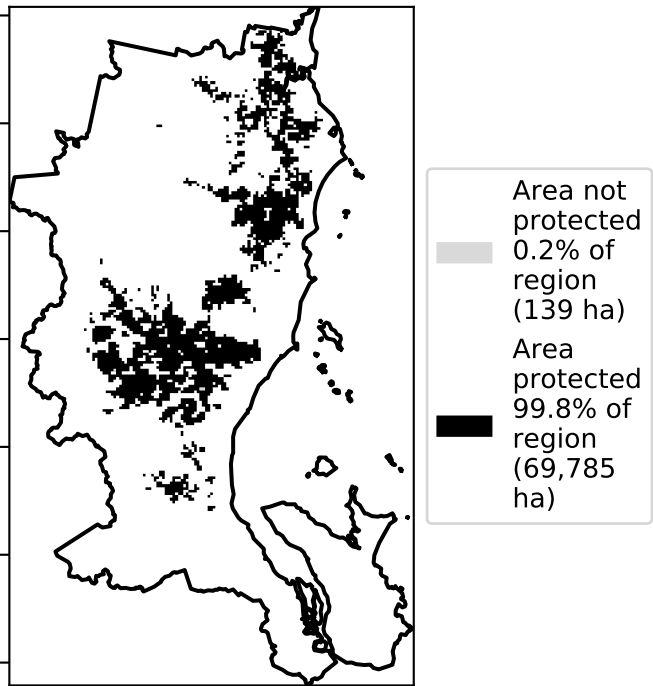 Area not
protected
0.2% of
region
(139 ha)
Area
protected
99.8% of
region
(69,785
ha)